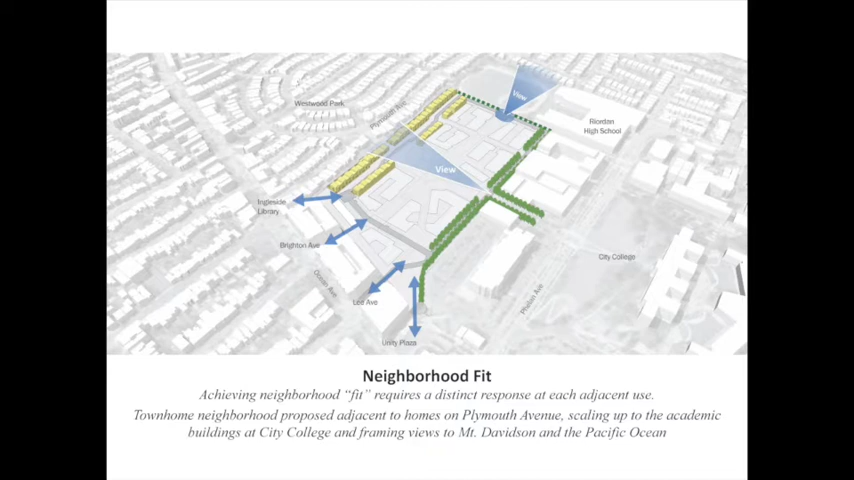 View
Westwood Park
Plymouth Ave
Riordan
High School
View
Ingleside
Library
Brighton Ave
Ocean Ave
City College
Lee Ave
Phelan Ave
Unity Plaza
Neighborhood Fit
Achieving neighborhood “fit” requires a distinct response at each adjacent use.
Townhome neighborhood proposed adjacent to homes on Plymouth Avenue, scaling up to the academic
buildings at City College and framing views to Mt. Davidson and the Pacific Ocean